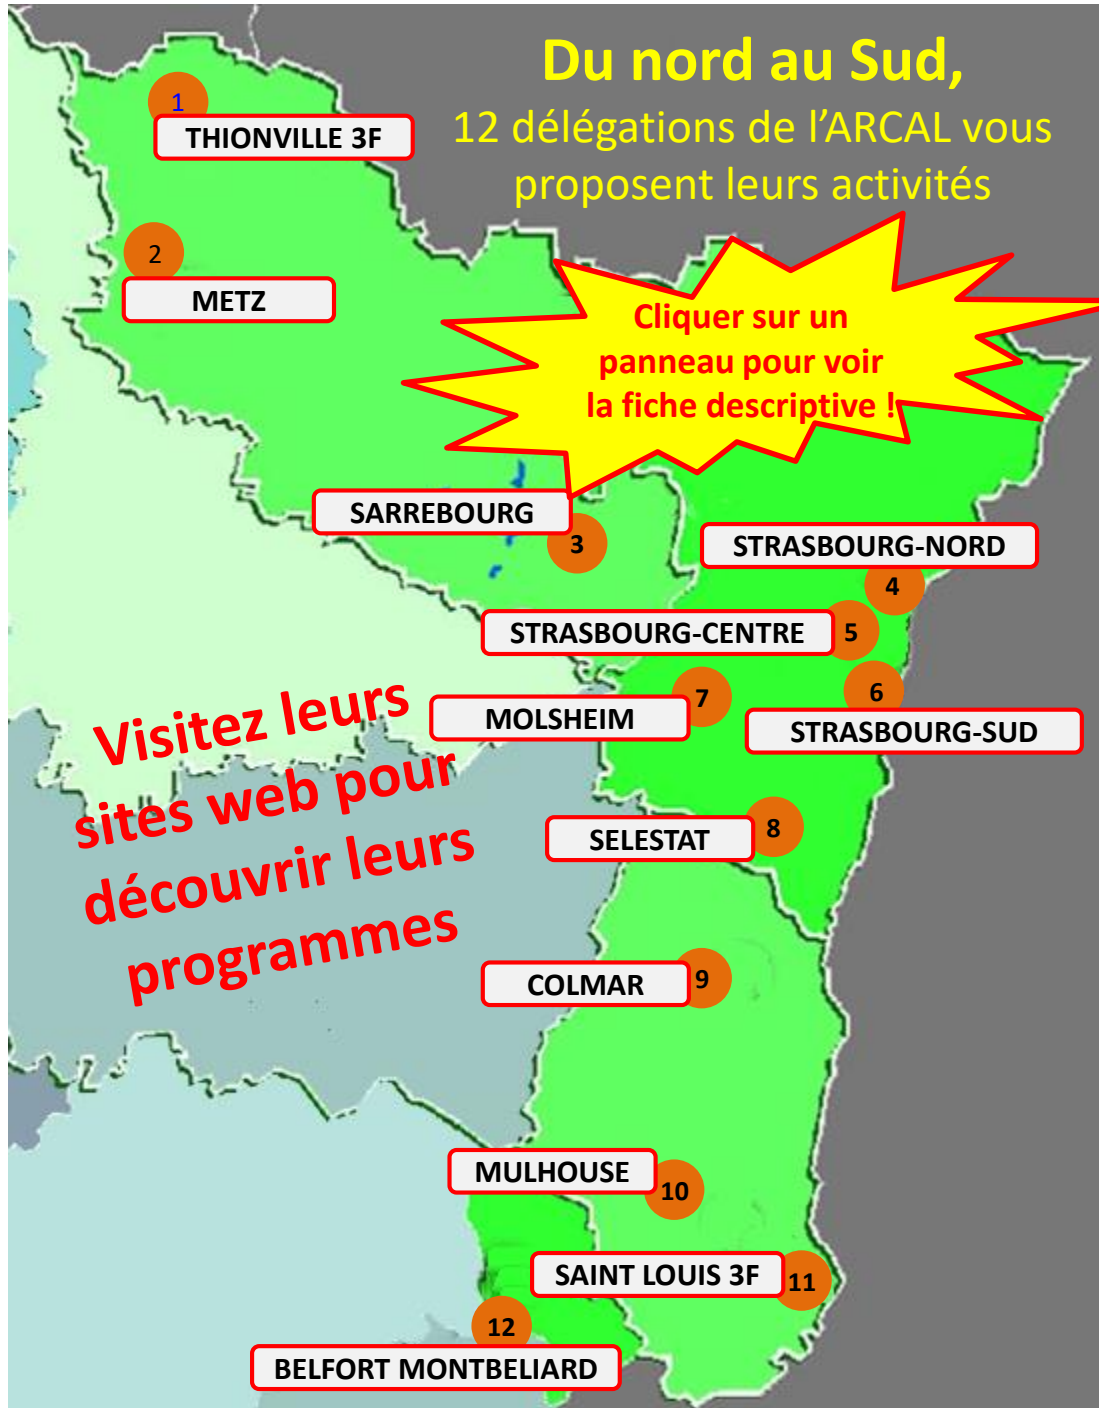 Du nord au Sud,
12 délégations de l’ARCAL vous
proposent leurs activités
1
THIONVILLE 3F
2
METZ
Cliquer sur un
panneau pour voir
la fiche descriptive !
SARREBOURG
3
STRASBOURG-NORD
4
STRASBOURG-CENTRE
5
6
STRASBOURG-SUD
7
MOLSHEIM
Visitez leurs
sites web pour
découvrir leurs
programmes
8
SELESTAT
COLMAR
9
MULHOUSE
10
SAINT LOUIS 3F
11
12
BELFORT MONTBELIARD